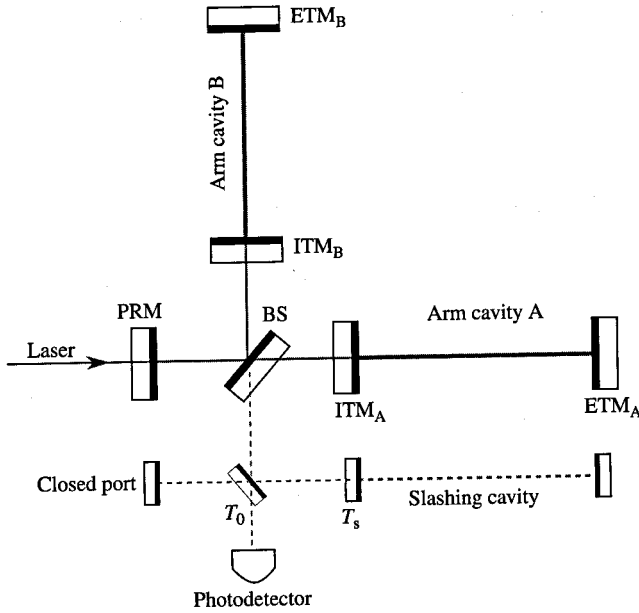 ETM_B
Arm cavity B
ITM_B
PRM
BS
Arm cavity A
Laser
ITM_A
ETM_A
Closed port
Slashing cavity
T_0
T_s
Photodetector